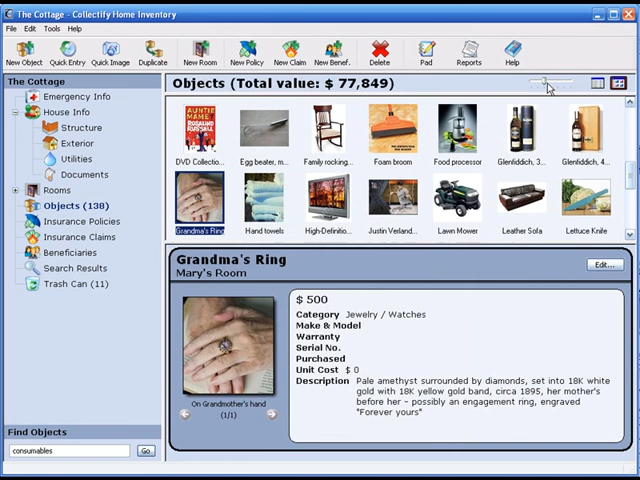 The Cottage - Collectify Home Inventory
File Edit Tools Help
New Object Quick Entry Quick Image Duplicate New Room New Policy New Claim New Benef. Delete Pad Reports Help
The Cottage
Emergency Info
House Info
Structure
Exterior
Utilities
Documents
Rooms
Objects (138)
Insurance Policies
Insurance Claims
Beneficiaries
Search Results
Trash Can (11)
Find Objects
consumables
Go
Objects (Total value: $ 77,849)
AUNTIE MAME
ROSALIND RUSSELL
DVD Collectio... Egg beater, m... Family rocking... Foam broom Food processor Glenfiddich, 3... Glenfiddich, 4...
Grandma's Ring Hand towels High-Definitio... Justin Verland... Lawn Mower Leather Sofa Lettuce Knife
Grandma's Ring
Mary's Room
Edit...
On Grandmother's hand
(1/1)
$ 500
Category Jewelry / Watches
Make & Model
Warranty
Serial No.
Purchased
Unit Cost $ 0
Description Pale amethyst surrounded by diamonds, set into 18K white
gold with 18K yellow gold band, circa 1895, her mother's
before her - possibly an engagement ring, engraved
"Forever yours"